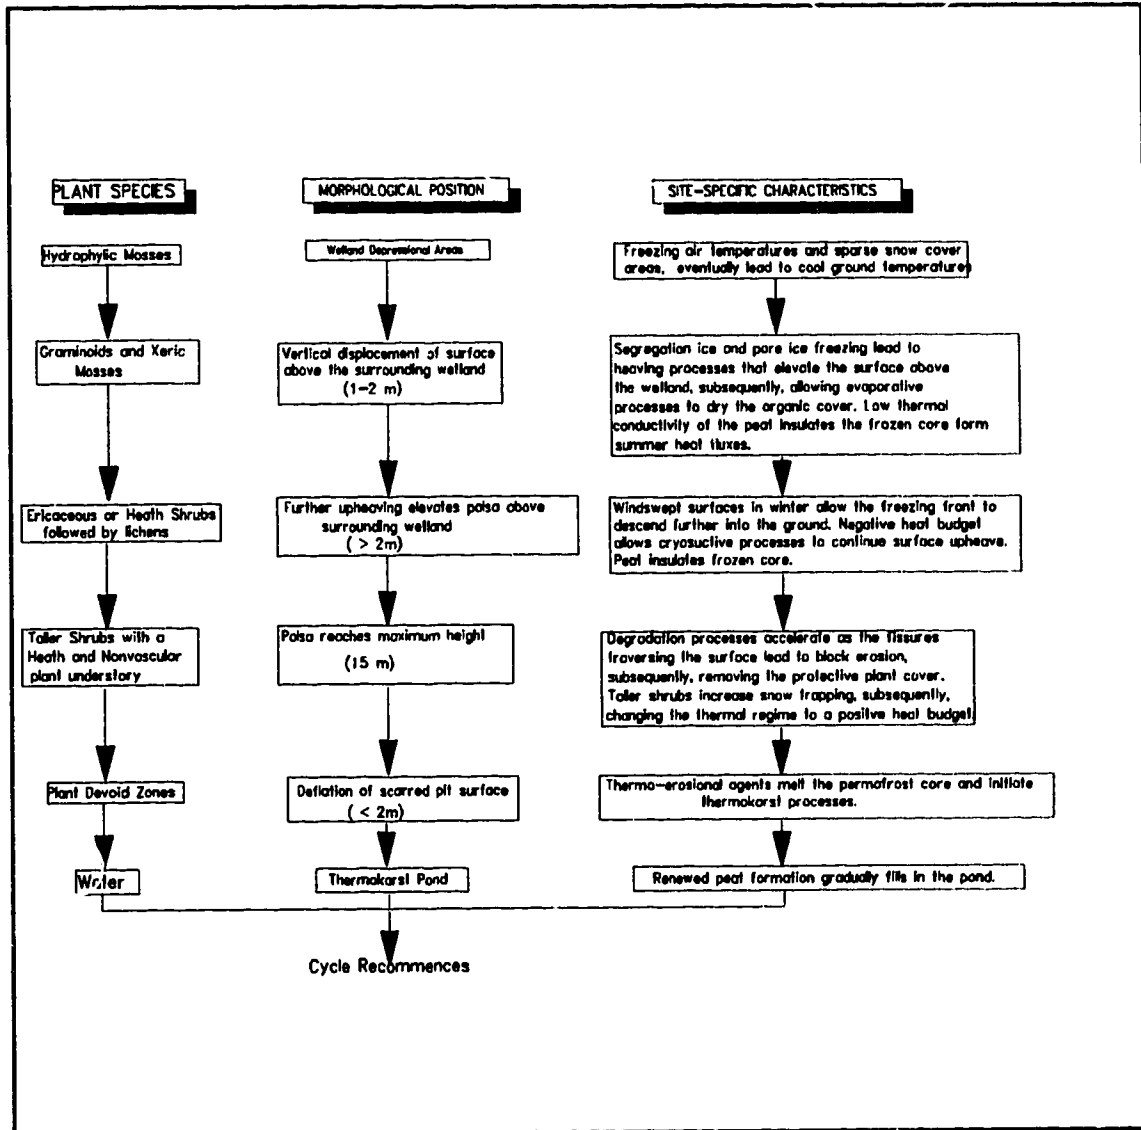 PLANT SPECIES
Hydrophylic Mosses
Graminoids and Xeric
Mosses
Ericaceous or Heath Shrubs
followed by lichens
Taller Shrubs with a
Heath and Nonvascular
plant understory
Plant Devoid Zones
Water
MORPHOLOGICAL POSITION
Wetland Depressional Areas
Vertical displacement of surface
above the surrounding wetland
(1-2 m)
Further upheaving elevates palsa above
surrounding wetland
( > 2m)
Palsa reaches maximum height
(15 m)
Deflation of scarred pit surface
( < 2m)
Thermokarst Pond
SITE-SPECIFIC CHARACTERISTICS
Freezing air temperatures and sparse snow cover
areas, eventually lead to cool ground temperatures
Segregation ice and pore ice freezing lead to
heaving processes that elevate the surface above
the wetland, subsequently, allowing evaporative
processes to dry the organic cover. Low thermal
conductivity of the peat insulates the frozen core form
summer heat fluxes.
Windswept surfaces in winter allow the freezing front to
descend further into the ground. Negative heat budget
allows cryosuctive processes to continue surface upheave.
Peat insulates frozen core.
Degradation processes accelerate as the fissures
traversing the surface lead to block erosion,
subsequently, removing the protective plant cover.
Taller shrubs increase snow trapping, subsequently,
changing the thermal regime to a positive heat budget.
Thermo-erosional agents melt the permafrost core and initiate
thermokarst processes.
Renewed peat formation gradually fills in the pond.
Cycle Recommences